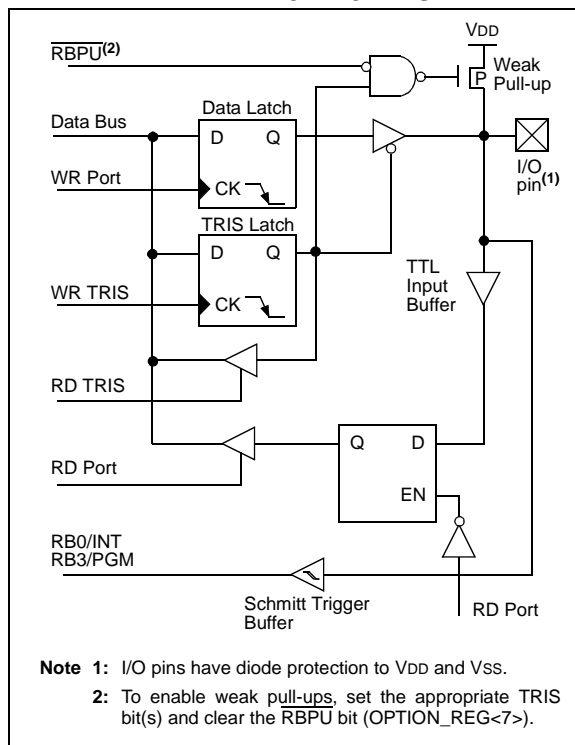 VDD
RBPU(2)
Weak
Pull-up
P
Data Latch
Data Bus
D Q
I/O
pin(1)
WR Port
CK
TRIS Latch
D Q
TTL
Input
Buffer
WR TRIS
CK
RD TRIS
Q D
RD Port
EN
RB0/INT
RB3/PGM
Schmitt Trigger
Buffer
RD Port
Note 1: I/O pins have diode protection to VDD and VSS.
2: To enable weak pull-ups, set the appropriate TRIS
bit(s) and clear the RBPU bit (OPTION_REG<7>).